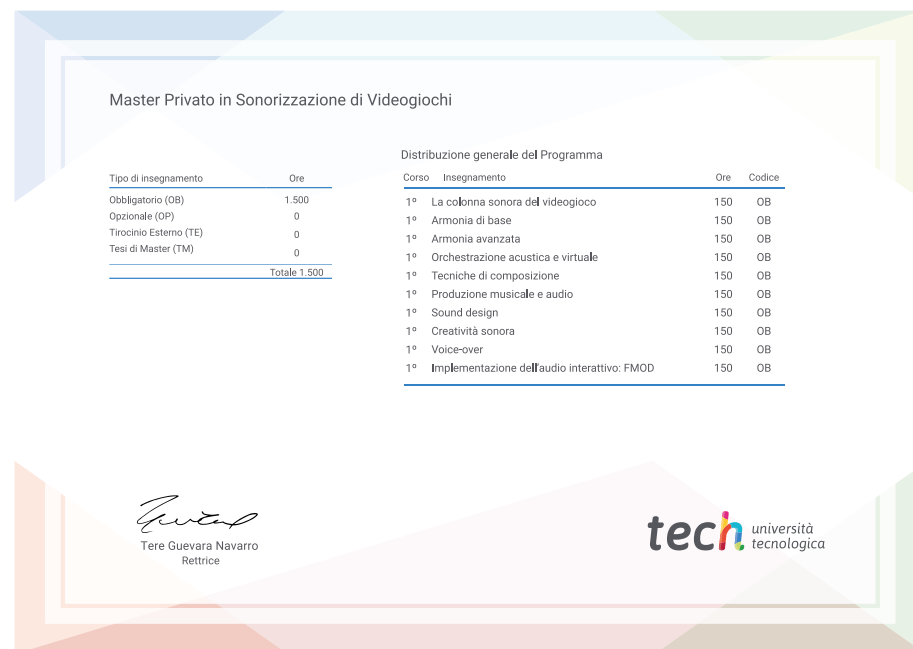 Master Privato in Sonorizzazione di Videogiochi
Tipo di insegnamento Ore
Obbligatorio (OB) 1.500
Opzionale (OP) 0
Tirocinio Esterno (TE) 0
Tesi di Master (TM) 0
Totale 1.500
Distribuzione generale del Programma
Corso Insegnamento Ore Codice
1º La colonna sonora del videogioco 150 OB
1º Armonia di base 150 OB
1º Armonia avanzata 150 OB
1º Orchestrazione acustica e virtuale 150 OB
1º Tecniche di composizione 150 OB
1º Produzione musicale e audio 150 OB
1º Sound design 150 OB
1º Creatività sonora 150 OB
1º Voice-over 150 OB
1º Implementazione dell'audio interattivo: FMOD 150 OB
Tere Guevara Navarro
Rettrice
tech università
tecnologica